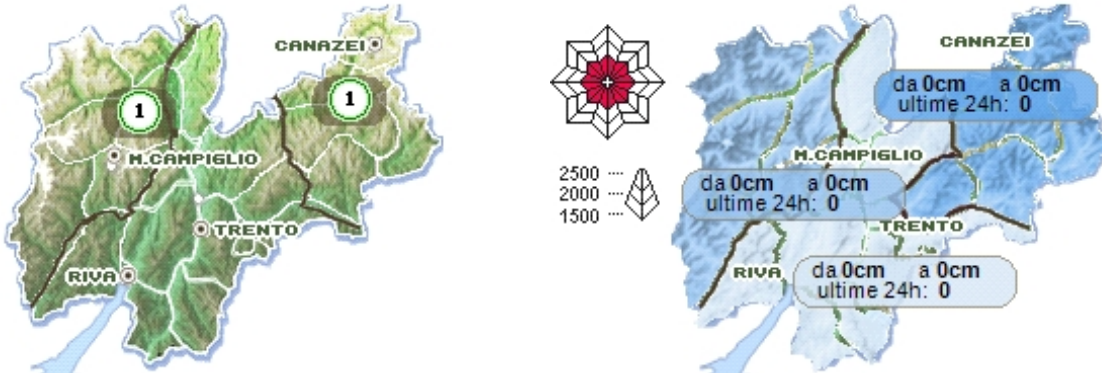 CANAZEI
1
1
M.CAMPIGLIO
TRENTO
RIVA
2500
2000
1500
CANAZEI
da 0cm a 0cm
ultime 24h: 0
M.CAMPIGLIO
da 0cm a 0cm
ultime 24h: 0
TRENTO
RIVA
da 0cm a 0cm
ultime 24h: 0